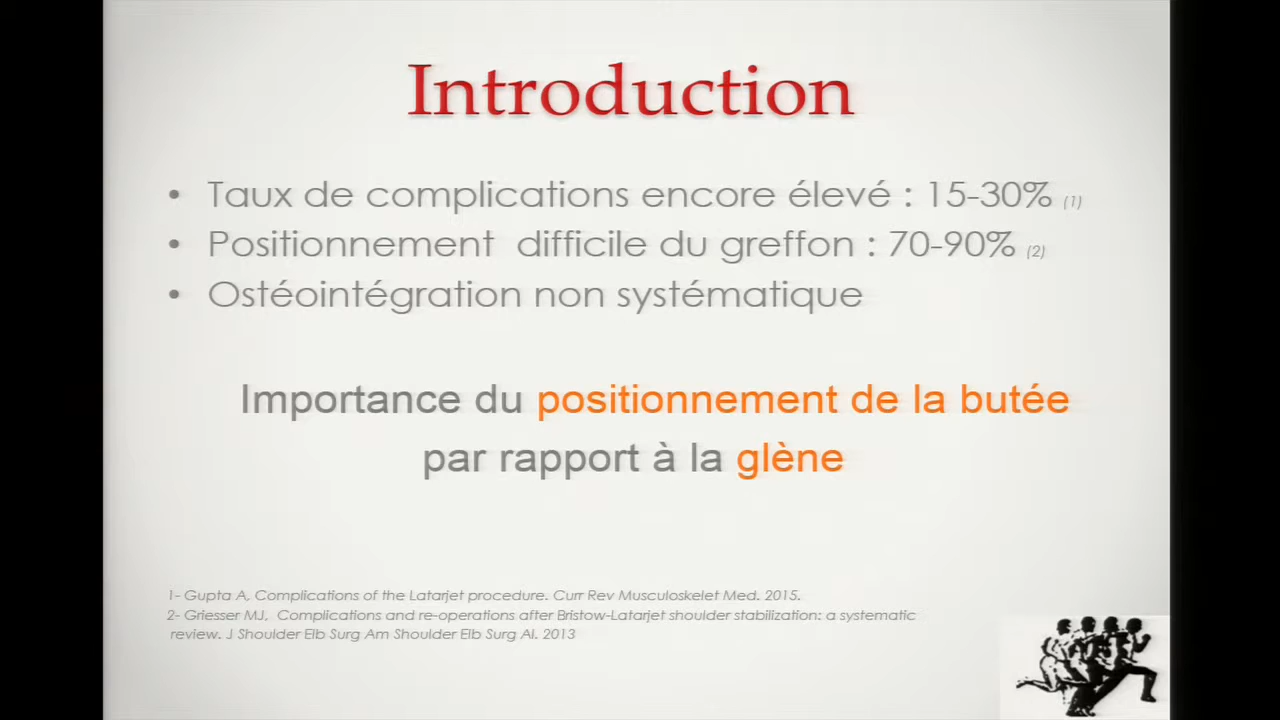 Introduction
• Taux de complications encore élevé : 15-30% (1)
• Positionnement difficile du greffon : 70-90% (2)
• Ostéointégration non systématique
Importance du positionnement de la butée
par rapport à la glène
1- Gupta A, Complications of the Latarjet procedure. Curr Rev Musculoskelet Med. 2015.
2- Griesser MJ, Complications and re-operations after Bristow-Latarjet shoulder stabilization: a systematic
review. J Shoulder Elb Surg Am Shoulder Elb Surg Al. 2013